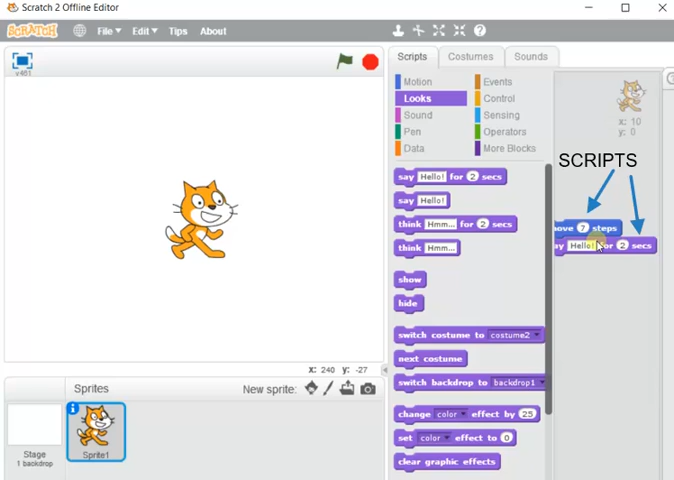 Scratch 2 Offline Editor
SCRATCH File Edit Tips About
v461
Scripts Costumes Sounds
Motion Events
Looks Control
Sound Sensing
Pen Operators
Data More Blocks
x: 10
y: 0
SCRIPTS
say Hello! for 2 secs
say Hello!
think Hmm... for 2 secs
think Hmm...
show
hide
switch costume to costume2
next costume
switch backdrop to backdrop1
change color effect by 25
set color effect to 0
clear graphic effects
ove 7 steps
ay Hello! for 2 secs
x: 240 y: -27
Sprites New sprite:
Stage
1 backdrop
Sprite1